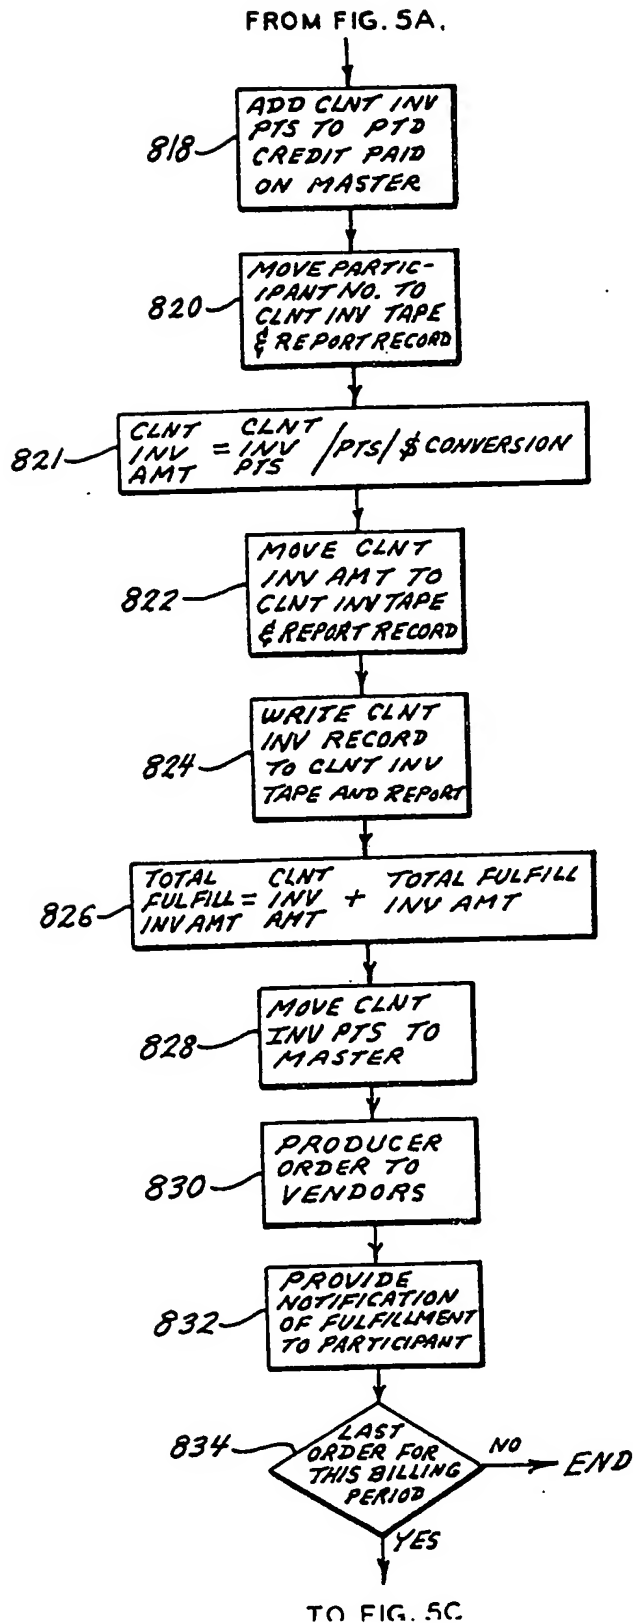 FROM FIG. 5A.
818
ADD CLNT INV
PTS TO PTD
CREDIT PAID
ON MASTER
820
MOVE PARTIC-
IPANT NO. TO
CLNT INV TAPE
& REPORT RECORD
821
CLNT INV AMT = CLNT INV PTS / PTS / $ CONVERSION
822
MOVE CLNT
INV AMT TO
CLNT INV TAPE
& REPORT RECORD
824
WRITE CLNT
INV RECORD
TO CLNT INV
TAPE AND REPORT
826
TOTAL FULFILL INV AMT = CLNT INV AMT + TOTAL FULFILL INV AMT
828
MOVE CLNT
INV PTS TO
MASTER
830
PRODUCER
ORDER TO
VENDORS
832
PROVIDE
NOTIFICATION
OF FULFILLMENT
TO PARTICIPANT
834
LAST
ORDER FOR
THIS BILLING
PERIOD
NO
END
YES
TO FIG. 5C